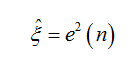 ξ̂ = e² (n)